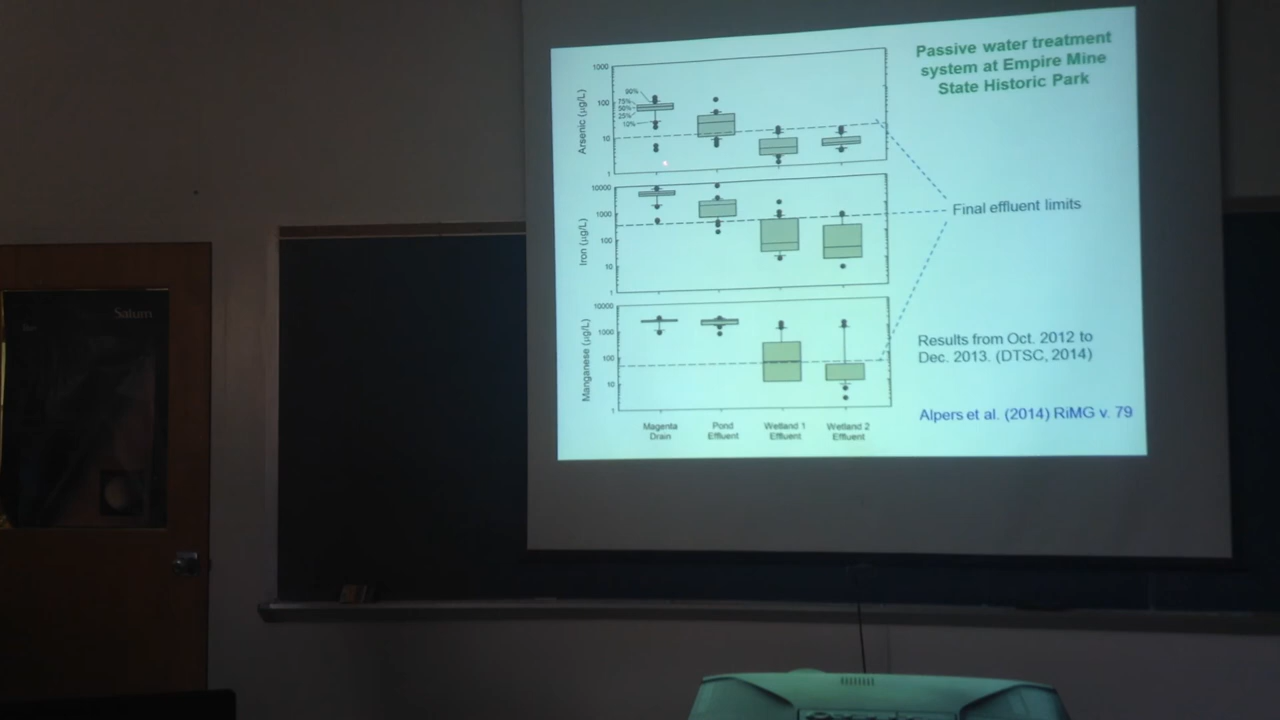 Passive water treatment
system at Empire Mine
State Historic Park
Arsenic (µg/L)
1000
100
10
1
90%
75%
50%
25%
10%
Iron (µg/L)
10000
1000
100
10
1
Final effluent limits
Manganese (µg/L)
10000
1000
100
10
1
Results from Oct. 2012 to
Dec. 2013. (DTSC, 2014)
Magenta
Drain
Pond
Effluent
Wetland 1
Effluent
Wetland 2
Effluent
Alpers et al. (2014) RiMG v. 79